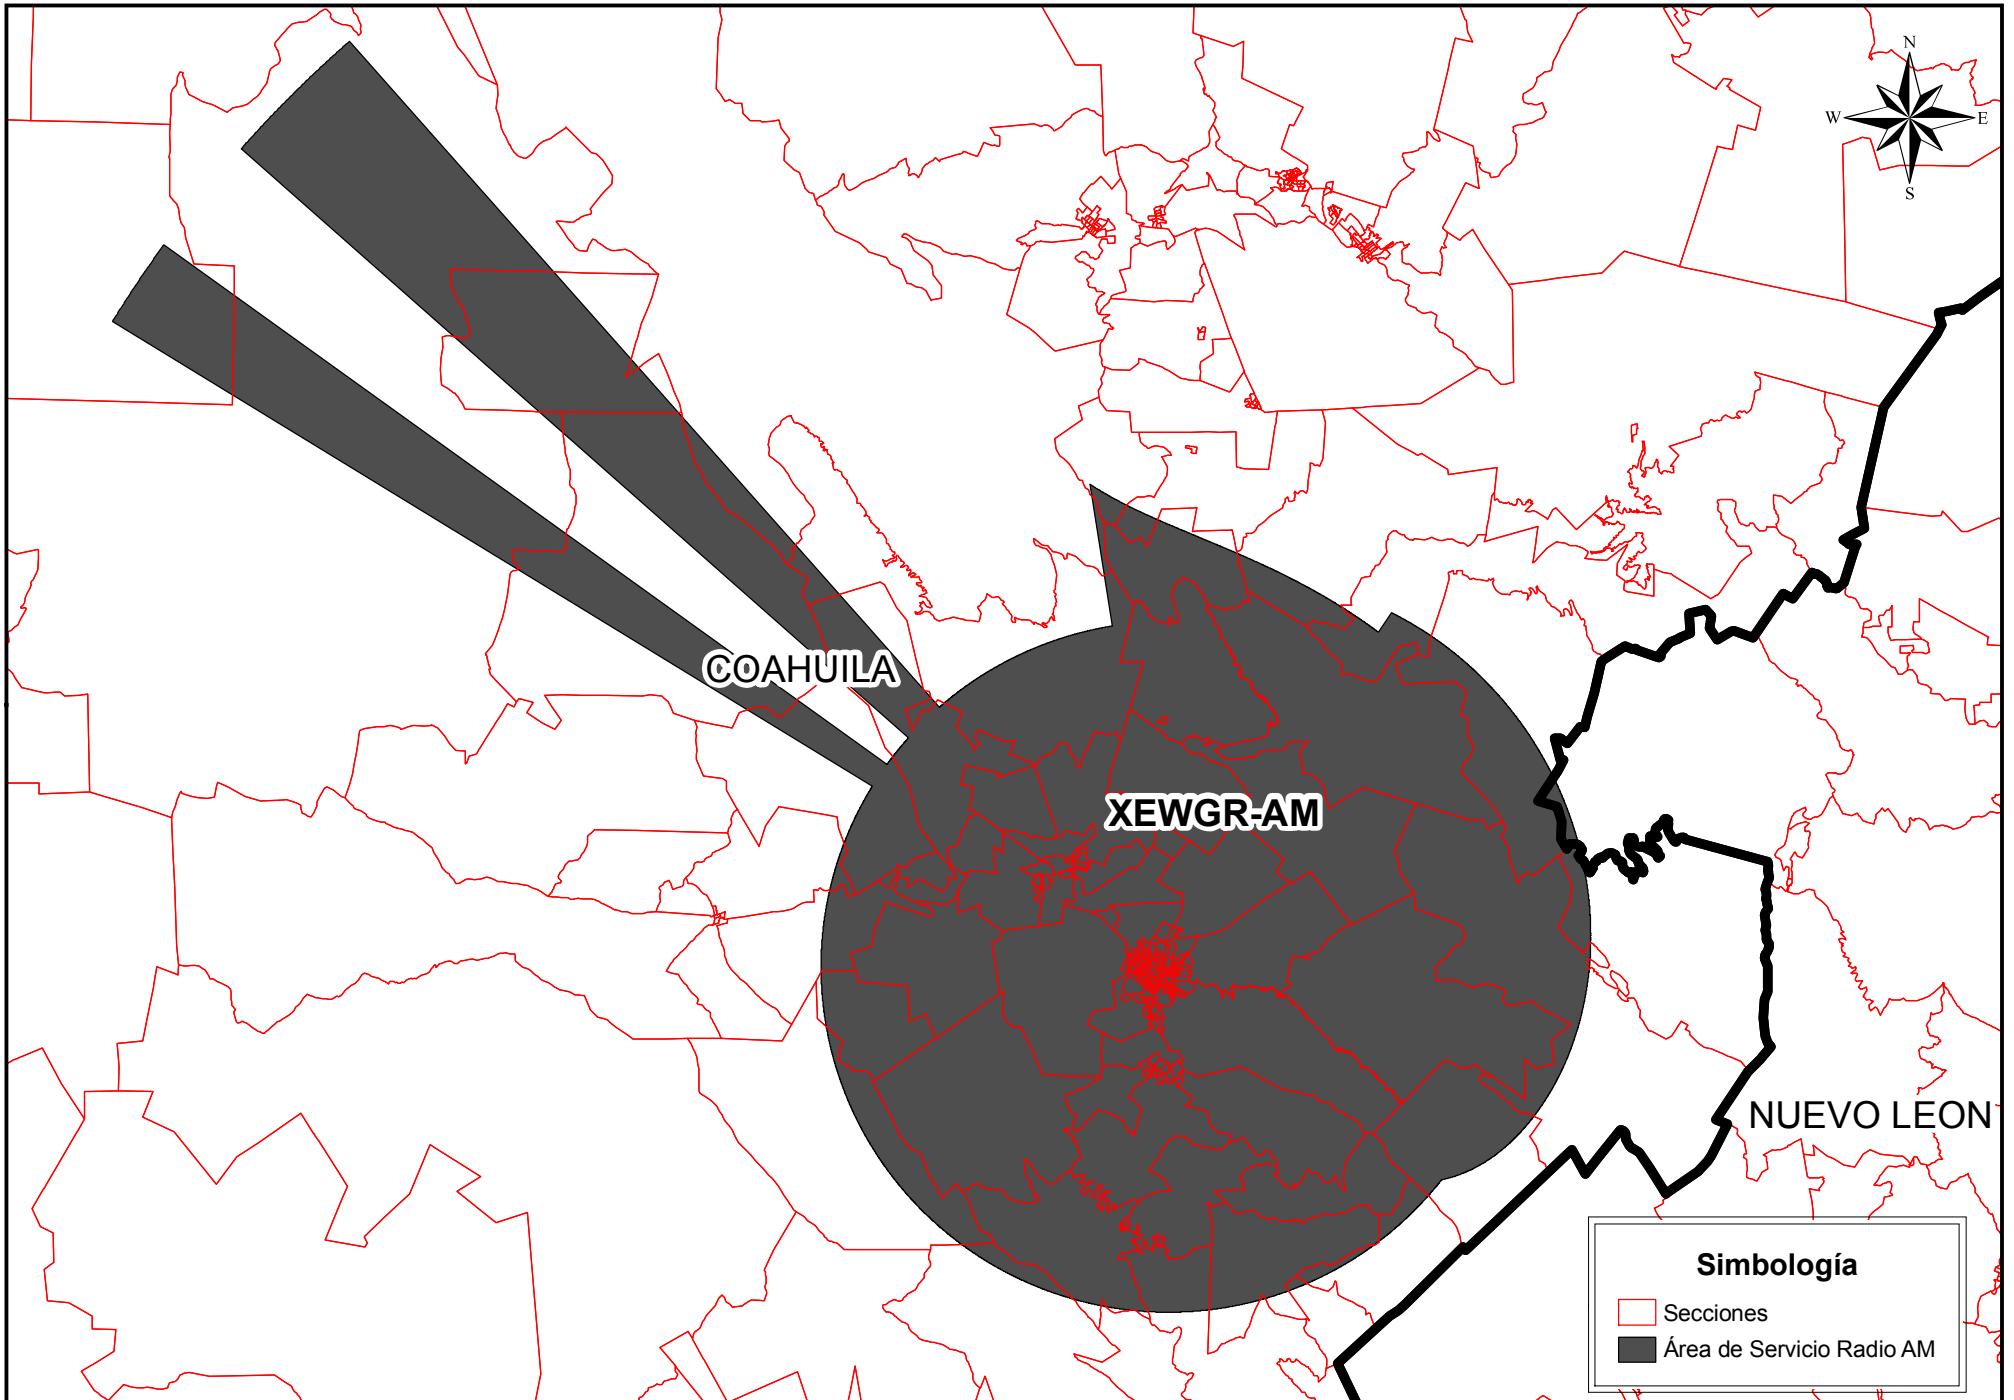 N
W E
S
COAHUILA
XEWGR-AM
NUEVO LEON
Simbología
Secciones
Área de Servicio Radio AM